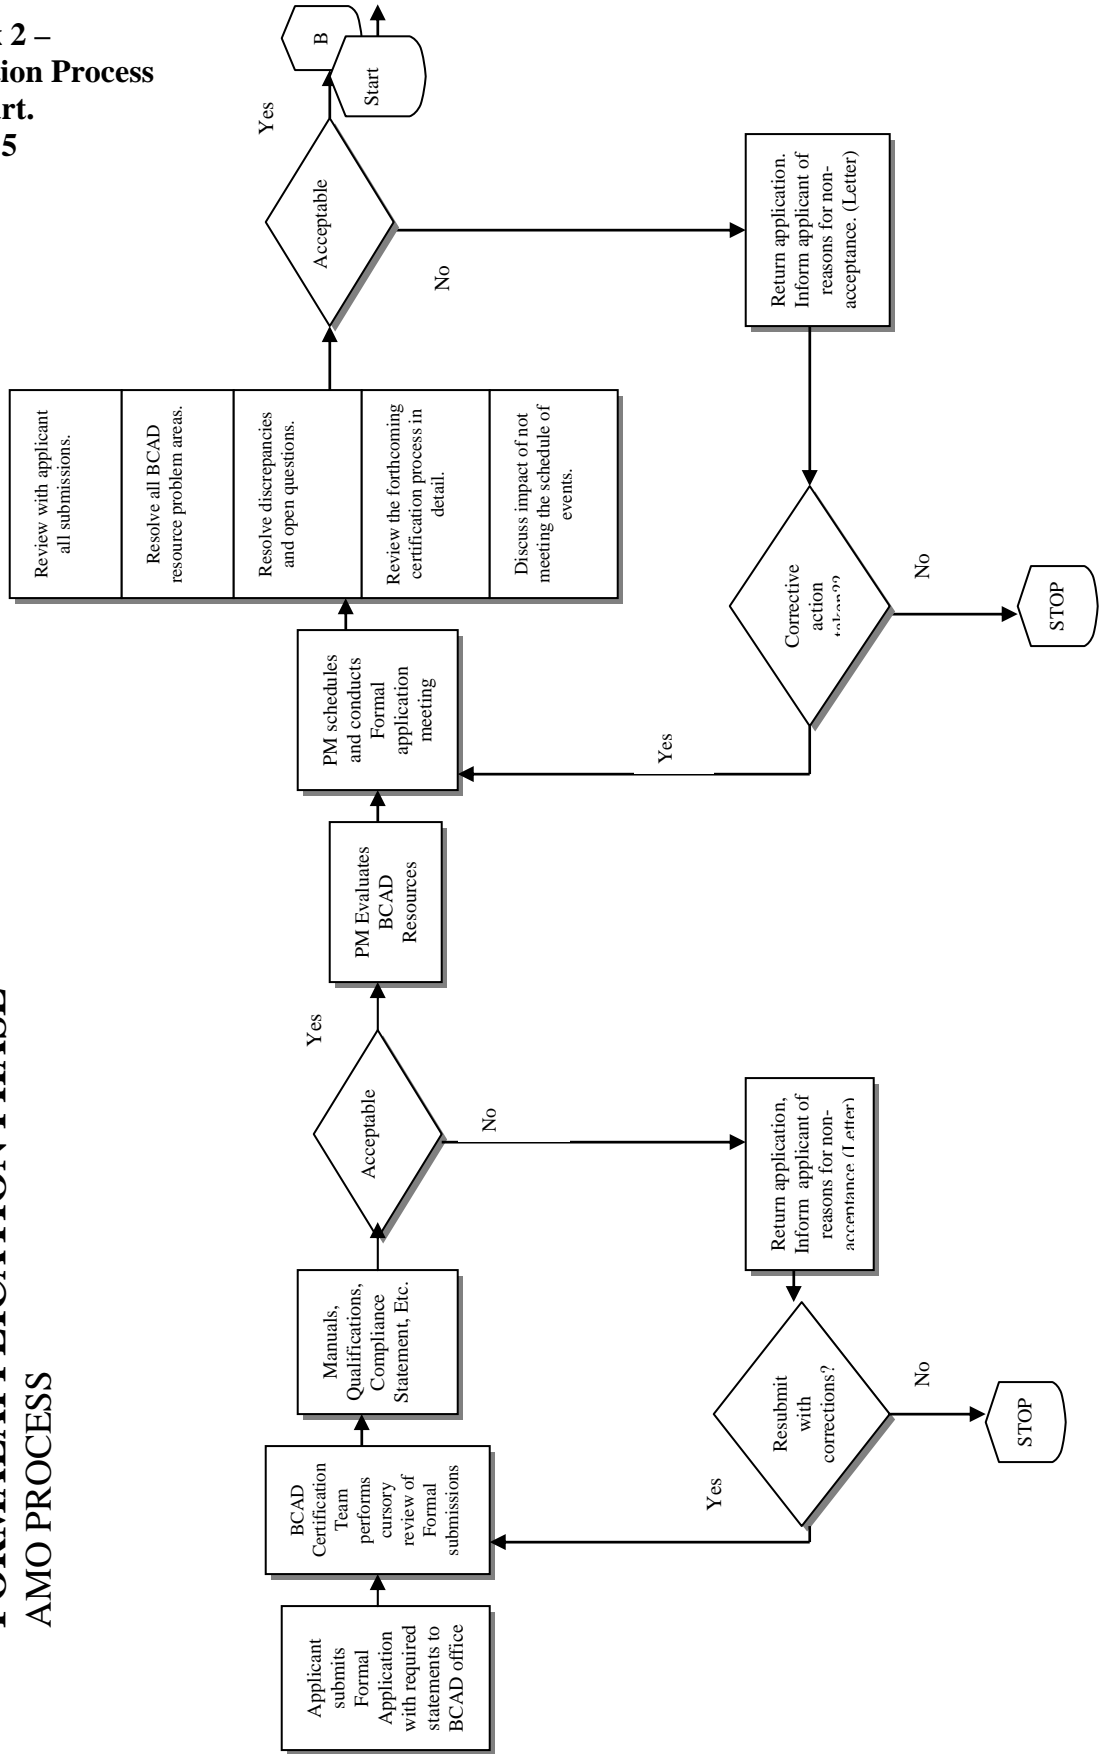 2 –
tion Process
rt.
5
AMO PROCESS
Applicant
submits
Formal
Application
with required
statements to
BCAD office
BCAD
Certification
Team
performs
cursory
review of
Formal
submissions
Manuals,
Qualifications,
Compliance
Statement, Etc.
Acceptable
Yes
No
Return application,
Inform applicant of
reasons for non-
acceptance (Letter)
Resubmit
with
corrections?
Yes
No
STOP
PM Evaluates
BCAD
Resources
PM schedules
and conducts
Formal
application
meeting
Review with applicant
all submissions.
Resolve all BCAD
resource problem areas.
Resolve discrepancies
and open questions.
Review the forthcoming
certification process in
detail.
Discuss impact of not
meeting the schedule of
events.
Acceptable
Yes
No
B
Start
Return application.
Inform applicant of
reasons for non-
acceptance. (Letter)
Corrective
action
taken??
Yes
No
STOP